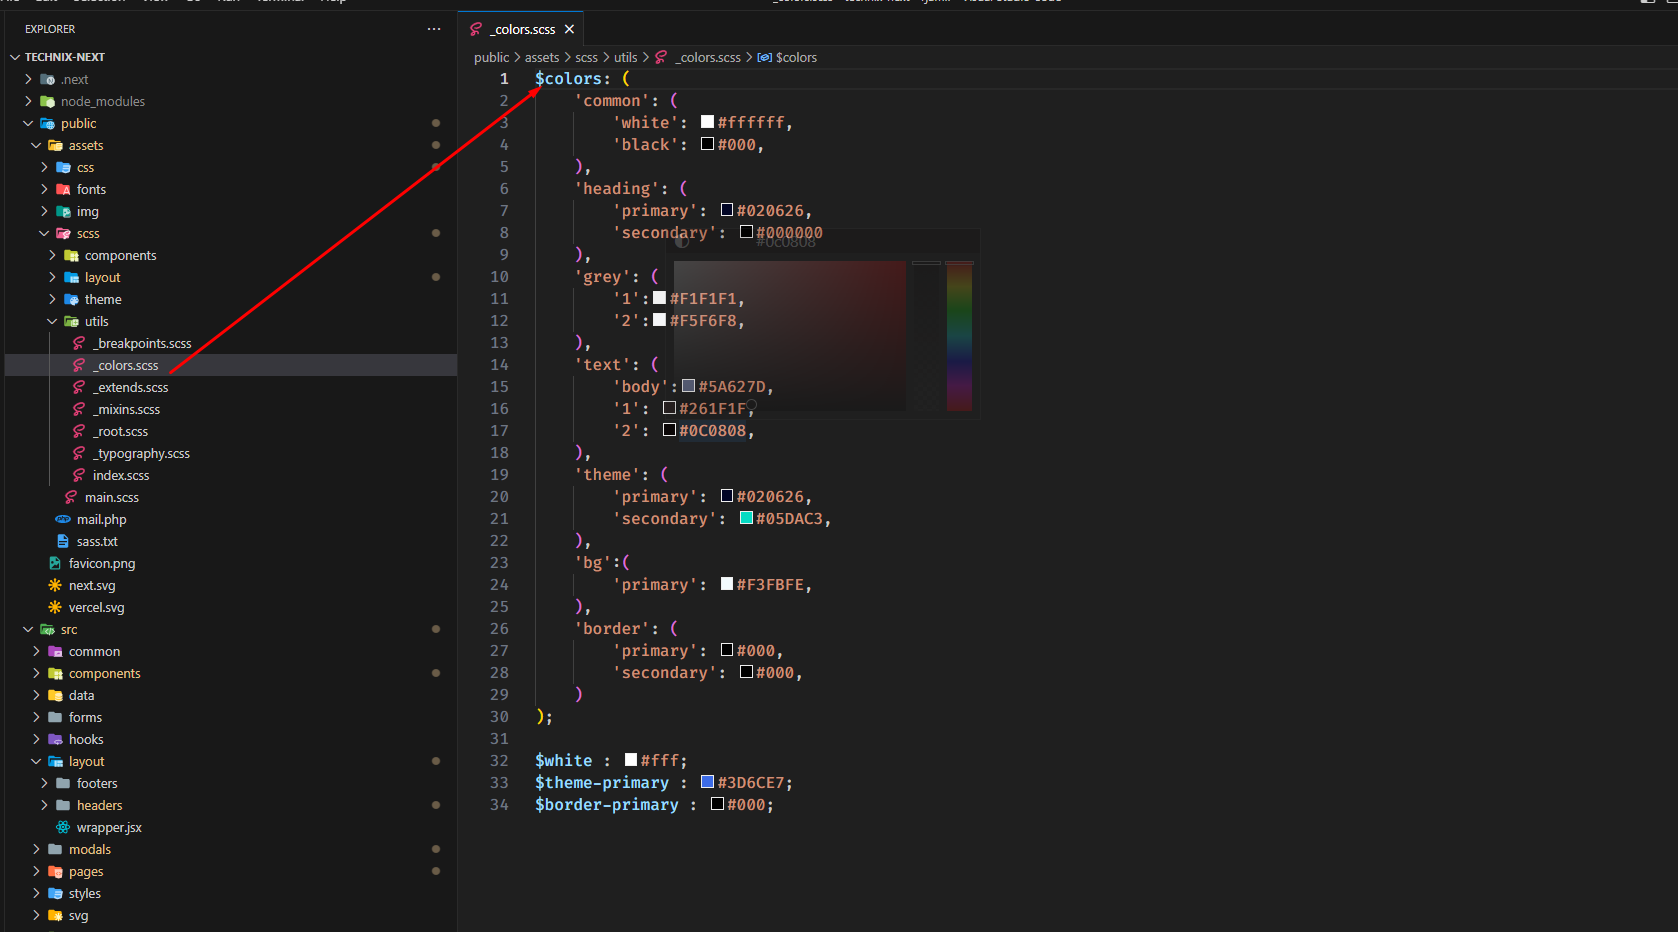 EXPLORER
TECHNIX-NEXT
.next
node_modules
public
assets
css
fonts
img
scss
components
layout
theme
utils
_breakpoints.scss
_colors.scss
_extends.scss
_mixins.scss
_root.scss
_typography.scss
index.scss
main.scss
mail.php
sass.txt
favicon.png
next.svg
vercel.svg
src
common
components
data
forms
hooks
layout
footers
headers
wrapper.jsx
modals
pages
styles
svg
_colors.scss
public > assets > scss > utils > _colors.scss > $colors
1 $colors: (
2 'common': (
3 'white': #ffffff,
4 'black': #000,
5 ),
6 'heading': (
7 'primary': #020626,
8 'secondary': #000000
9 ),
10 'grey': (
11 '1': #F1F1F1,
12 '2': #F5F6F8,
13 ),
14 'text': (
15 'body': #5A627D,
16 '1': #261F1F,
17 '2': #0C0808,
18 ),
19 'theme': (
20 'primary': #020626,
21 'secondary': #05DAC3,
22 ),
23 'bg':(
24 'primary': #F3FBFE,
25 ),
26 'border': (
27 'primary': #000,
28 'secondary': #000,
29 )
30 );
31
32 $white : #fff;
33 $theme-primary : #3D6CE7;
34 $border-primary : #000;
#0c0808